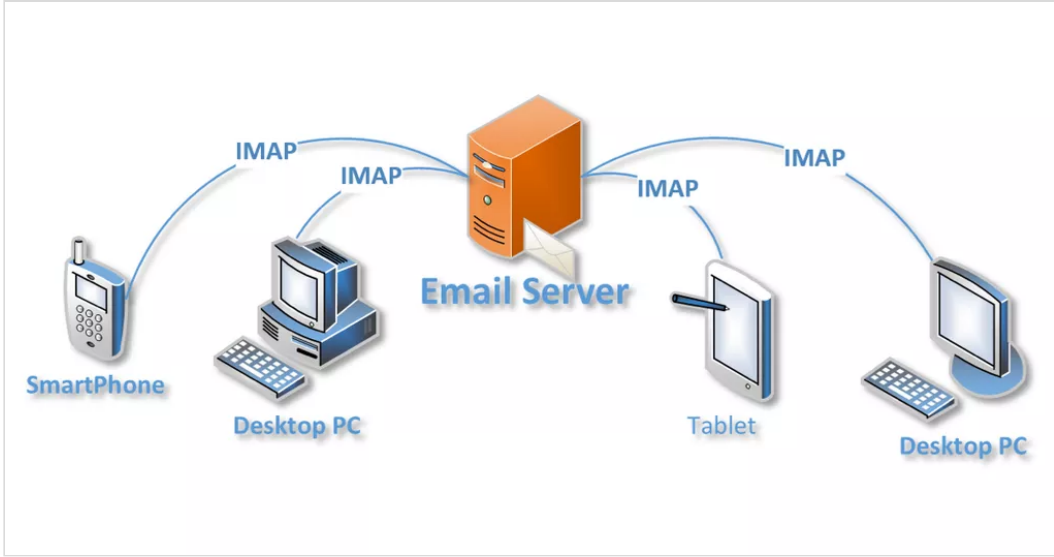 IMAP
IMAP
IMAP
IMAP
Email Server
SmartPhone
Desktop PC
Tablet
Desktop PC